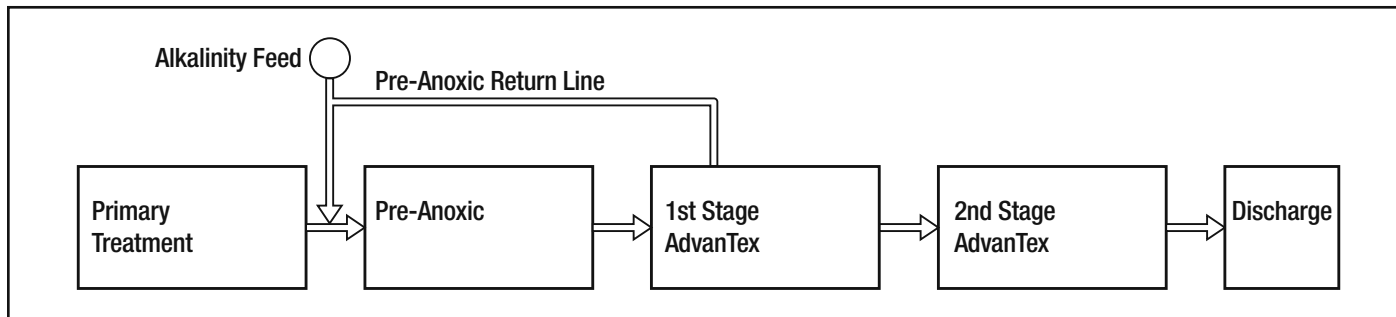 Alkalinity Feed
Pre-Anoxic Return Line
Primary
Treatment
Pre-Anoxic
1st Stage
AdvanTex
2nd Stage
AdvanTex
Discharge